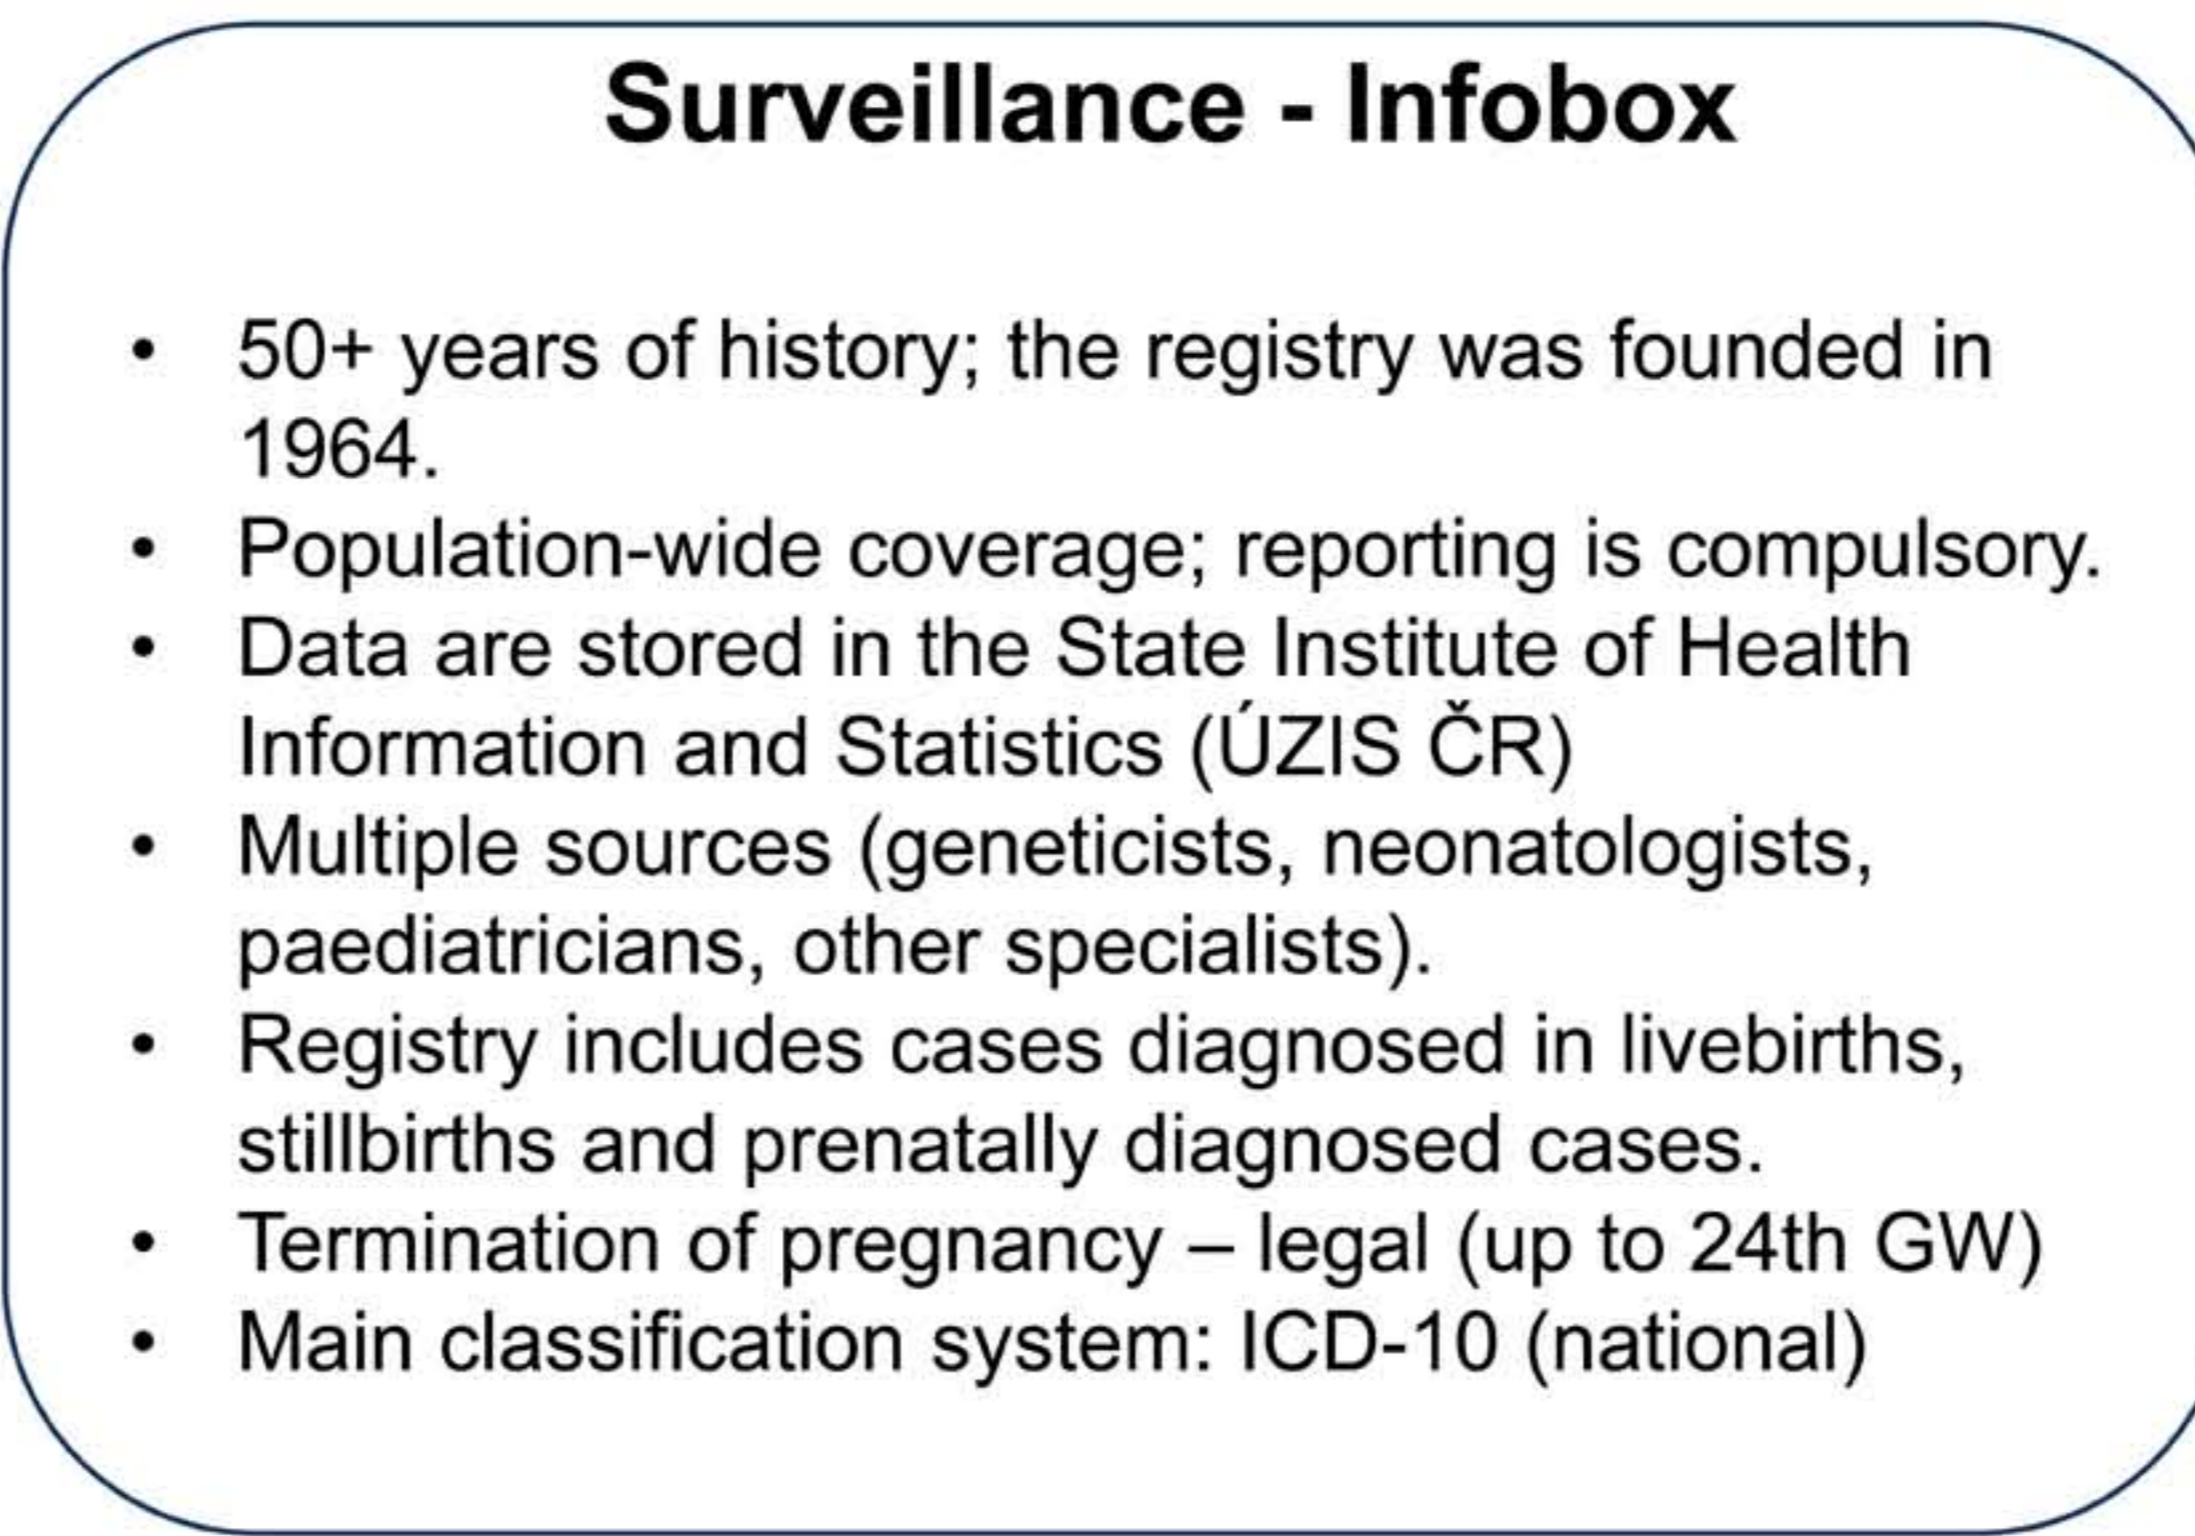 Surveillance - Infobox
• 50+ years of history; the registry was founded in
1964.
• Population-wide coverage; reporting is compulsory.
• Data are stored in the State Institute of Health
Information and Statistics (ÚZIS ČR)
• Multiple sources (geneticists, neonatologists,
paediatricians, other specialists).
• Registry includes cases diagnosed in livebirths,
stillbirths and prenatally diagnosed cases.
• Termination of pregnancy – legal (up to 24th GW)
• Main classification system: ICD-10 (national)